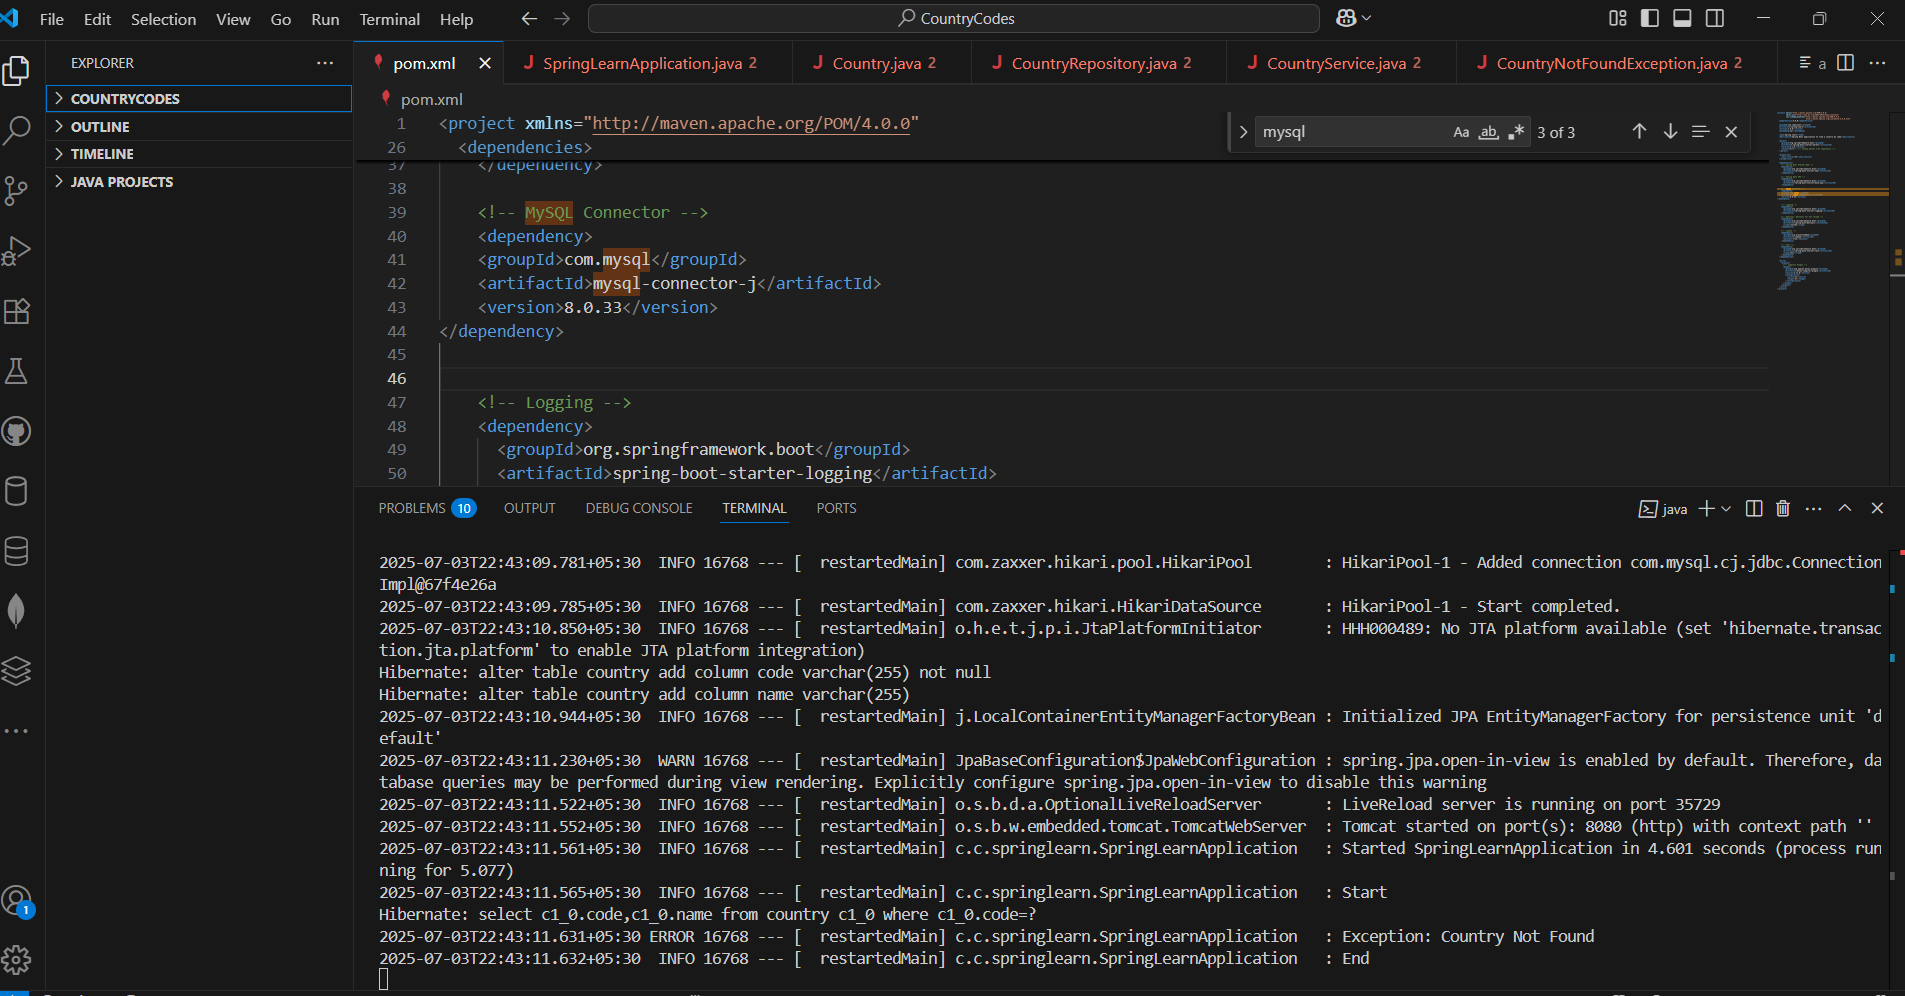 File Edit Selection View Go Run Terminal Help
CountryCodes
EXPLORER
COUNTRYCODES
OUTLINE
TIMELINE
JAVA PROJECTS
1
pom.xml
SpringLearnApplication.java 2
Country.java 2
CountryRepository.java 2
CountryService.java 2
CountryNotFoundException.java 2
a
pom.xml
mysql Aa ab 3 of 3
1 <project xmlns="http://maven.apache.org/POM/4.0.0"
26 <dependencies>
37 </dependency>
38
39 <!-- MySQL Connector -->
40 <dependency>
41 <groupId>com.mysql</groupId>
42 <artifactId>mysql-connector-j</artifactId>
43 <version>8.0.33</version>
44 </dependency>
45
46
47 <!-- Logging -->
48 <dependency>
49 <groupId>org.springframework.boot</groupId>
50 <artifactId>spring-boot-starter-logging</artifactId>
PROBLEMS 10 OUTPUT DEBUG CONSOLE TERMINAL PORTS
java
2025-07-03T22:43:09.781+05:30 INFO 16768 --- [ restartedMain] com.zaxxer.hikari.pool.HikariPool : HikariPool-1 - Added connection com.mysql.cj.jdbc.Connection
Impl@67f4e26a
2025-07-03T22:43:09.785+05:30 INFO 16768 --- [ restartedMain] com.zaxxer.hikari.HikariDataSource : HikariPool-1 - Start completed.
2025-07-03T22:43:10.850+05:30 INFO 16768 --- [ restartedMain] o.h.e.t.j.p.i.JtaPlatformInitiator : HHH000489: No JTA platform available (set 'hibernate.transac
tion.jta.platform' to enable JTA platform integration)
Hibernate: alter table country add column code varchar(255) not null
Hibernate: alter table country add column name varchar(255)
2025-07-03T22:43:10.944+05:30 INFO 16768 --- [ restartedMain] j.LocalContainerEntityManagerFactoryBean : Initialized JPA EntityManagerFactory for persistence unit 'd
efault'
2025-07-03T22:43:11.230+05:30 WARN 16768 --- [ restartedMain] JpaBaseConfiguration$JpaWebConfiguration : spring.jpa.open-in-view is enabled by default. Therefore, da
tabase queries may be performed during view rendering. Explicitly configure spring.jpa.open-in-view to disable this warning
2025-07-03T22:43:11.522+05:30 INFO 16768 --- [ restartedMain] o.s.b.d.a.OptionalLiveReloadServer : LiveReload server is running on port 35729
2025-07-03T22:43:11.552+05:30 INFO 16768 --- [ restartedMain] o.s.b.w.embedded.tomcat.TomcatWebServer : Tomcat started on port(s): 8080 (http) with context path ''
2025-07-03T22:43:11.561+05:30 INFO 16768 --- [ restartedMain] c.c.springlearn.SpringLearnApplication : Started SpringLearnApplication in 4.601 seconds (process run
ning for 5.077)
2025-07-03T22:43:11.565+05:30 INFO 16768 --- [ restartedMain] c.c.springlearn.SpringLearnApplication : Start
Hibernate: select c1_0.code,c1_0.name from country c1_0 where c1_0.code=?
2025-07-03T22:43:11.631+05:30 ERROR 16768 --- [ restartedMain] c.c.springlearn.SpringLearnApplication : Exception: Country Not Found
2025-07-03T22:43:11.632+05:30 INFO 16768 --- [ restartedMain] c.c.springlearn.SpringLearnApplication : End